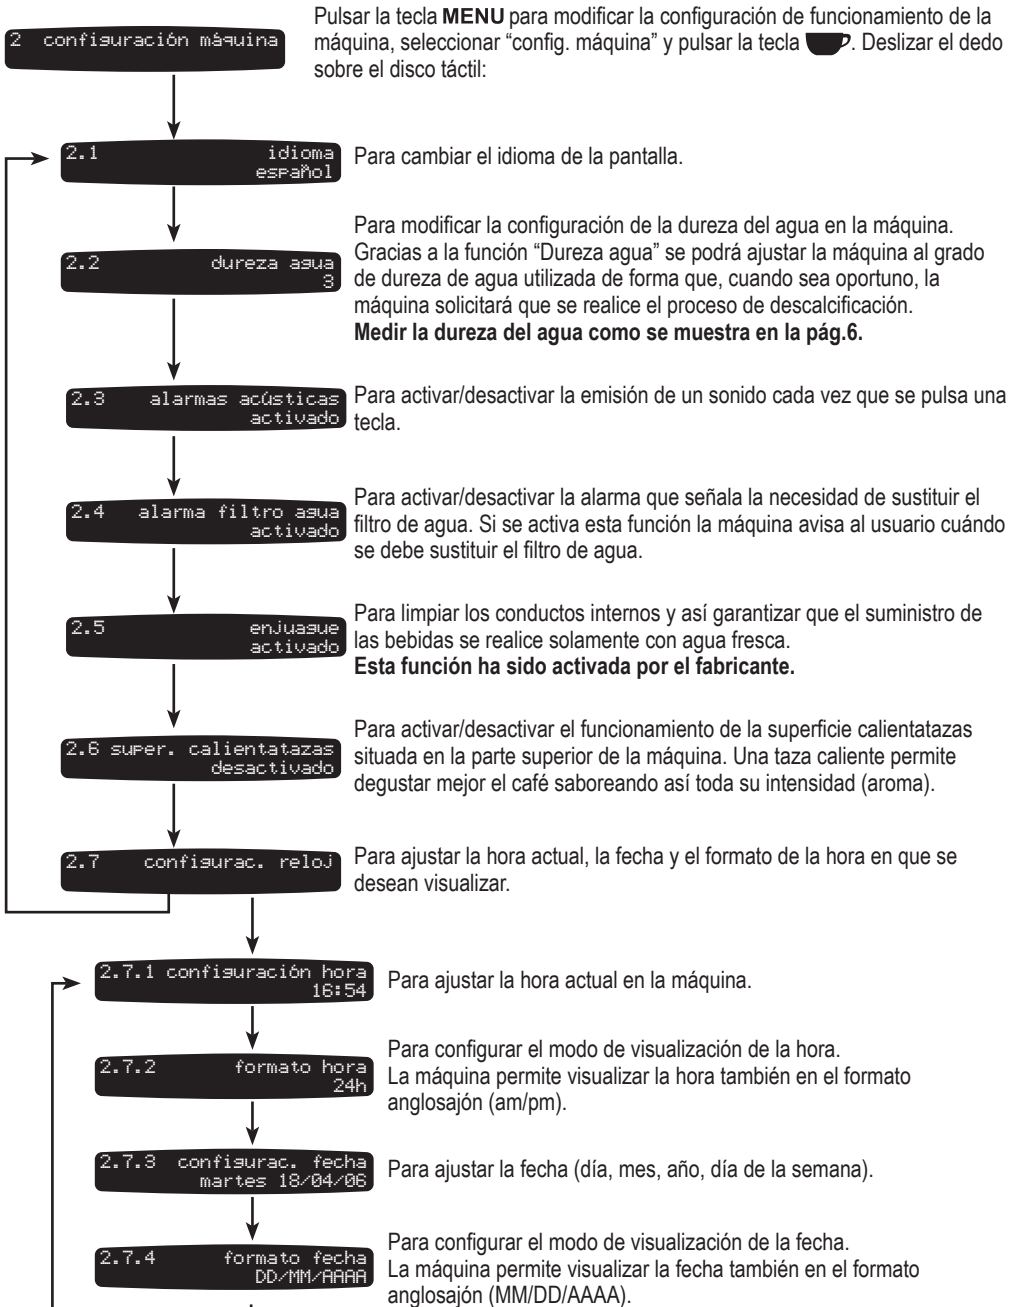 Pulsar la tecla MENU para modificar la configuración de funcionamiento de la
2 configuración máquina
máquina, seleccionar “config. máquina” y pulsar la tecla . Deslizar el dedo
sobre el disco táctil:
2.1 idioma
español
Para cambiar el idioma de la pantalla.
Para modificar la configuración de la dureza del agua en la máquina.
Gracias a la función “Dureza agua” se podrá ajustar la máquina al grado
2.2 dureza agua
3
de dureza de agua utilizada de forma que, cuando sea oportuno, la
máquina solicitará que se realice el proceso de descalcificación.
Medir la dureza del agua como se muestra en la pág.6.
2.3 alarmas acústicas
activado
Para activar/desactivar la emisión de un sonido cada vez que se pulsa una
tecla.
2.4 alarma filtro agua
activado
Para activar/desactivar la alarma que señala la necesidad de sustituir el
filtro de agua. Si se activa esta función la máquina avisa al usuario cuándo
se debe sustituir el filtro de agua.
2.5 enjuague
activado
Para limpiar los conductos internos y así garantizar que el suministro de
las bebidas se realice solamente con agua fresca.
Esta función ha sido activada por el fabricante.
2.6 super. calientatazas
desactivado
Para activar/desactivar el funcionamiento de la superficie calientatazas
situada en la parte superior de la máquina. Una taza caliente permite
degustar mejor el café saboreando así toda su intensidad (aroma).
2.7 configurac. reloj
Para ajustar la hora actual, la fecha y el formato de la hora en que se
desean visualizar.
2.7.1 configuración hora
16:54
Para ajustar la hora actual en la máquina.
2.7.2 formato hora
24h
Para configurar el modo de visualización de la hora.
La máquina permite visualizar la hora también en el formato
anglosajón (am/pm).
2.7.3 configurac. fecha
martes 18/04/06
Para ajustar la fecha (día, mes, año, día de la semana).
2.7.4 formato fecha
DD/MM/AAAA
Para configurar el modo de visualización de la fecha.
La máquina permite visualizar la fecha también en el formato
anglosajón (MM/DD/AAAA).